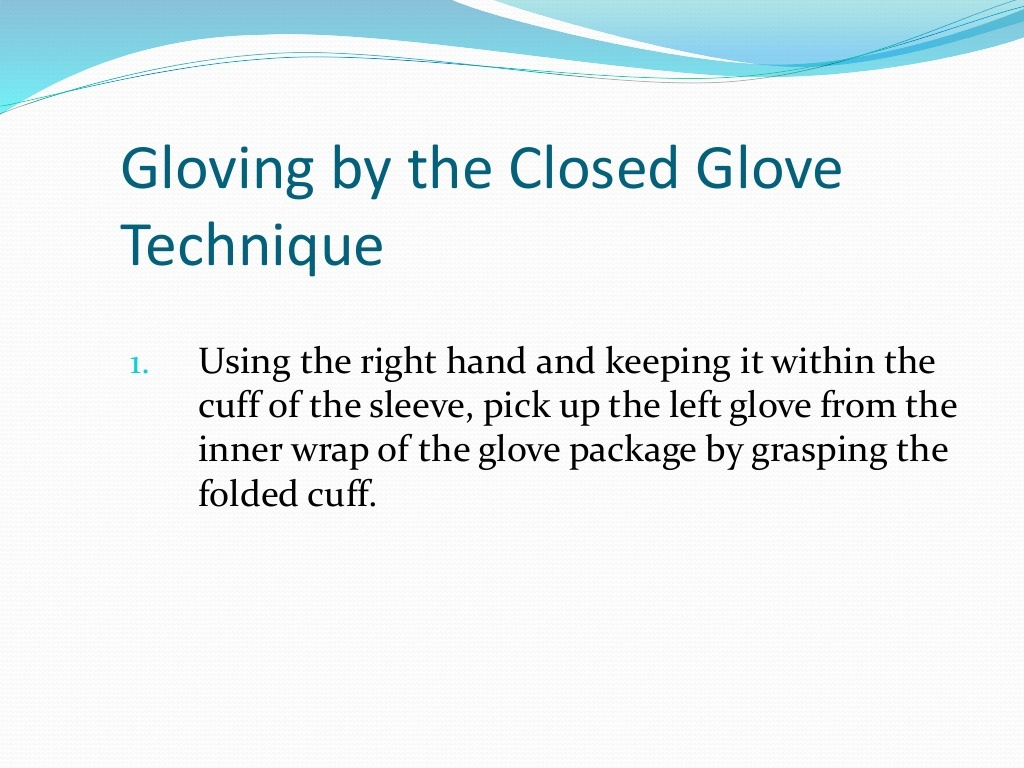 Gloving by the Closed Glove
Technique
1. Using the right hand and keeping it within the
cuff of the sleeve, pick up the left glove from the
inner wrap of the glove package by grasping the
folded cuff.